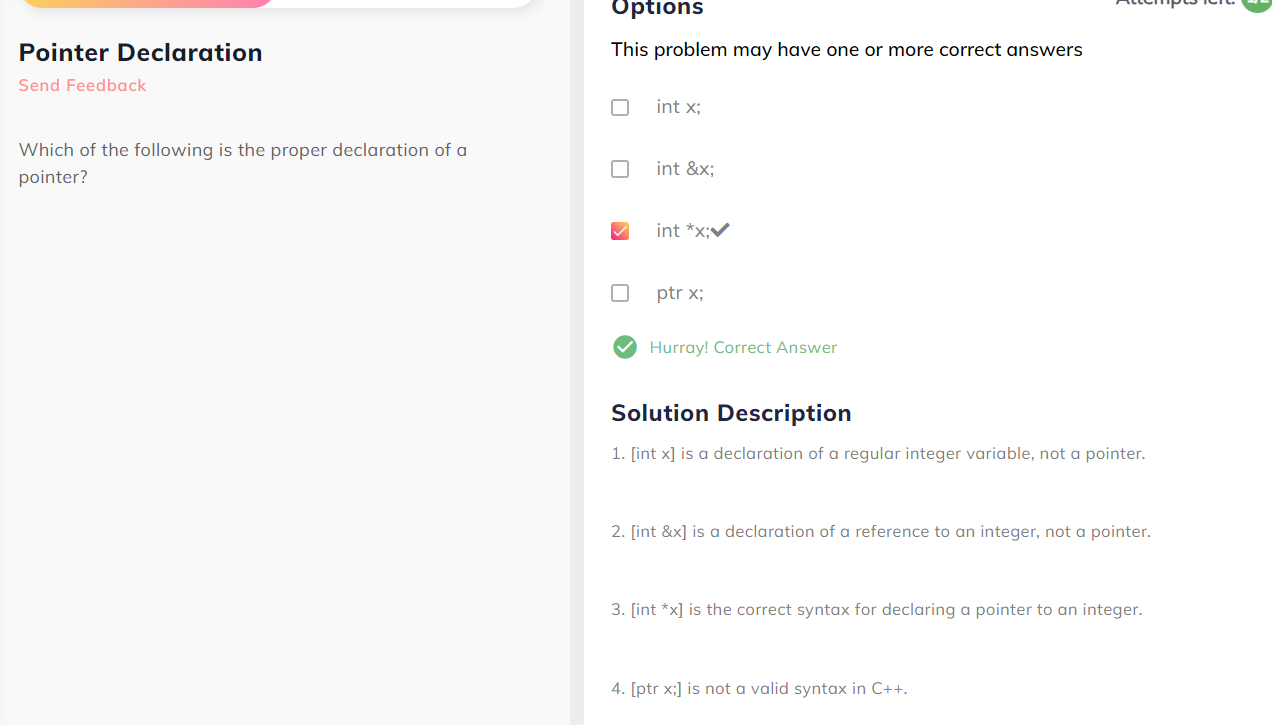 Pointer Declaration
Send Feedback
Which of the following is the proper declaration of a
pointer?
Options
Attempts left:
This problem may have one or more correct answers
int x;
int &x;
int *x;
ptr x;
Hurray! Correct Answer
Solution Description
1. [int x] is a declaration of a regular integer variable, not a pointer.
2. [int &x] is a declaration of a reference to an integer, not a pointer.
3. [int *x] is the correct syntax for declaring a pointer to an integer.
4. [ptr x;] is not a valid syntax in C++.